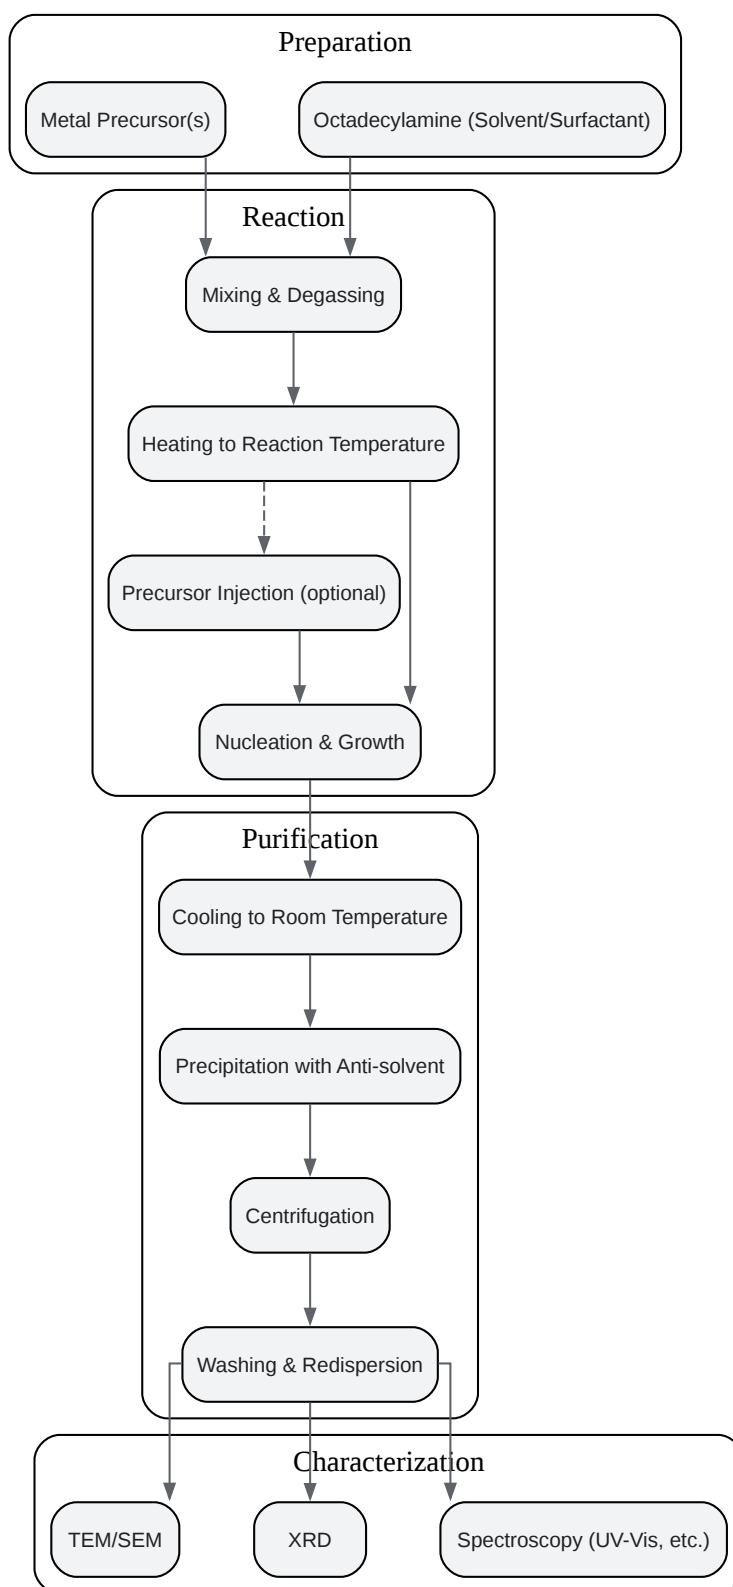 Preparation
Metal Precursor(s)
Octadecylamine (Solvent/Surfactant)
Reaction
Mixing & Degassing
Heating to Reaction Temperature
Precursor Injection (optional)
Nucleation & Growth
Purification
Cooling to Room Temperature
Precipitation with Anti-solvent
Centrifugation
Washing & Redispersion
Characterization
TEM/SEM
XRD
Spectroscopy (UV-Vis, etc.)